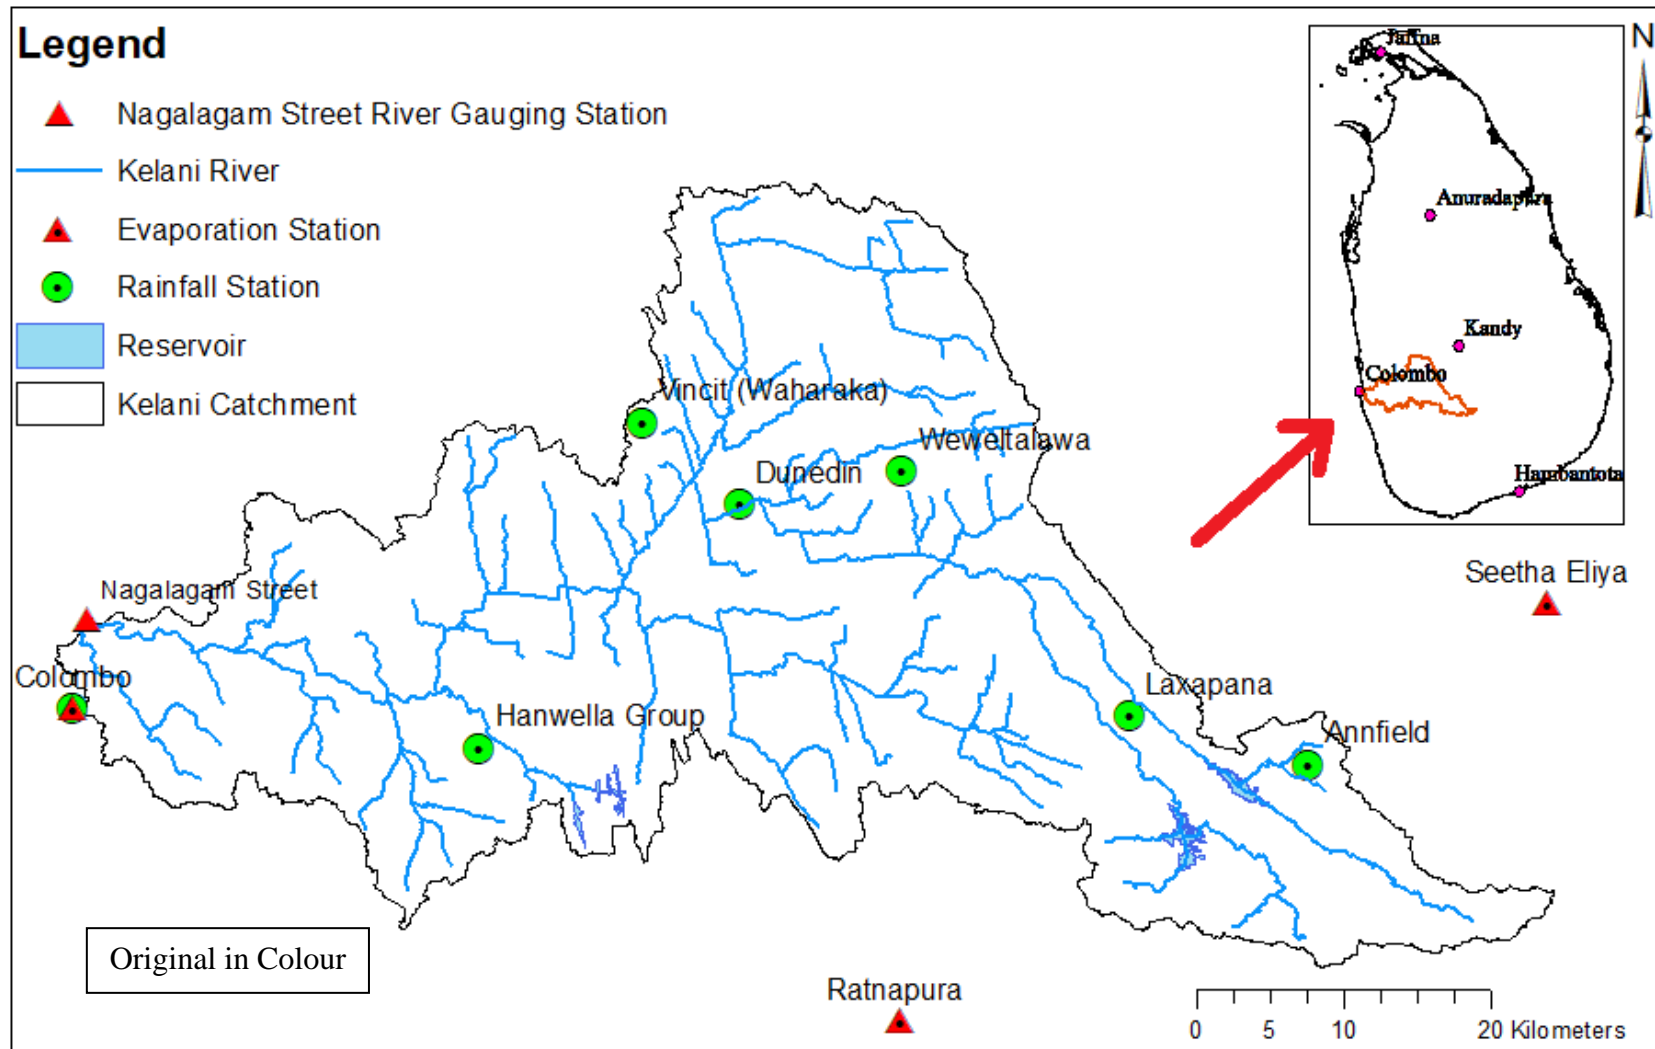 Legend
Nagalagam Street River Gauging Station
Kelani River
Evaporation Station
Rainfall Station
Reservoir
Kelani Catchment
Jaffna
N
Anuradapura
Kandy
Colombo
Hambantota
Vincit (Waharaka)
Weweltalawa
Dunedin
Nagalagam Street
Seetha Eliya
Colombo
Laxapana
Hanwella Group
Annfield
Original in Colour
Ratnapura
0 5 10 20 Kilometers